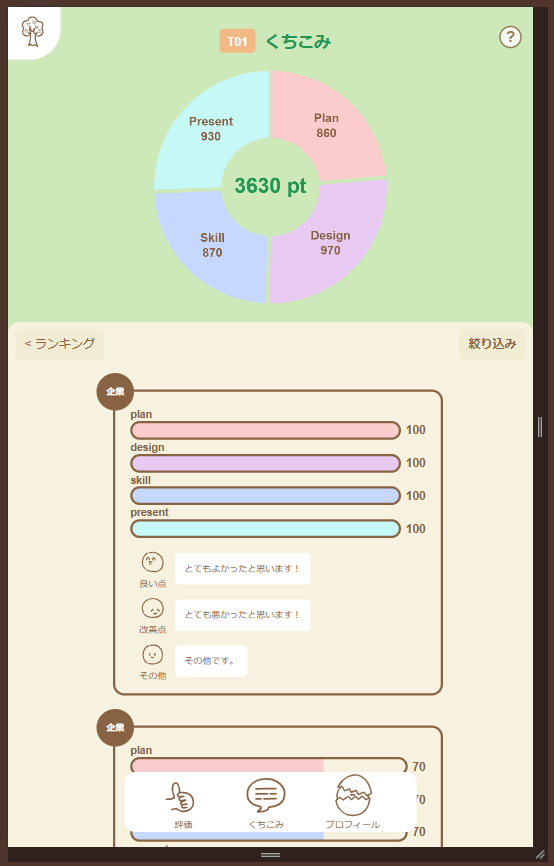 T01 くちこみ
?
Present
930
Plan
860
3630 pt
Skill
870
Design
970
< ランキング
絞り込み
企業
plan
100
design
100
skill
100
present
100
良い点
とてもよかったと思います！
改善点
とても悪かったと思います！
その他
その他です。
企業
plan
70
70
70
評価
くちこみ
プロフィール